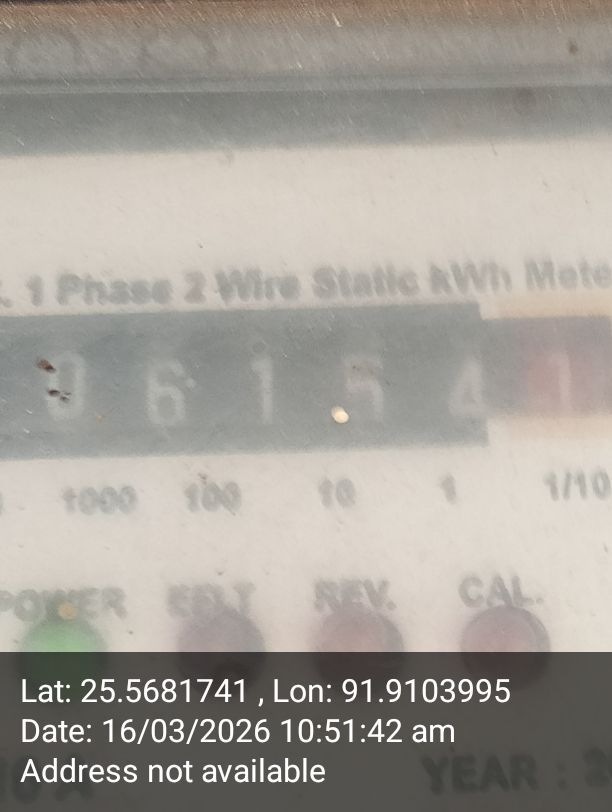 . 1 Phase 2 Wire Static kWh Mete
0 6 1 5 4 1
1000 100 10 1 1/10
POWER E.L.T REV. CAL.
Lat: 25.5681741 , Lon: 91.9103995
Date: 16/03/2026 10:51:42 am
Address not available
YEAR : 2